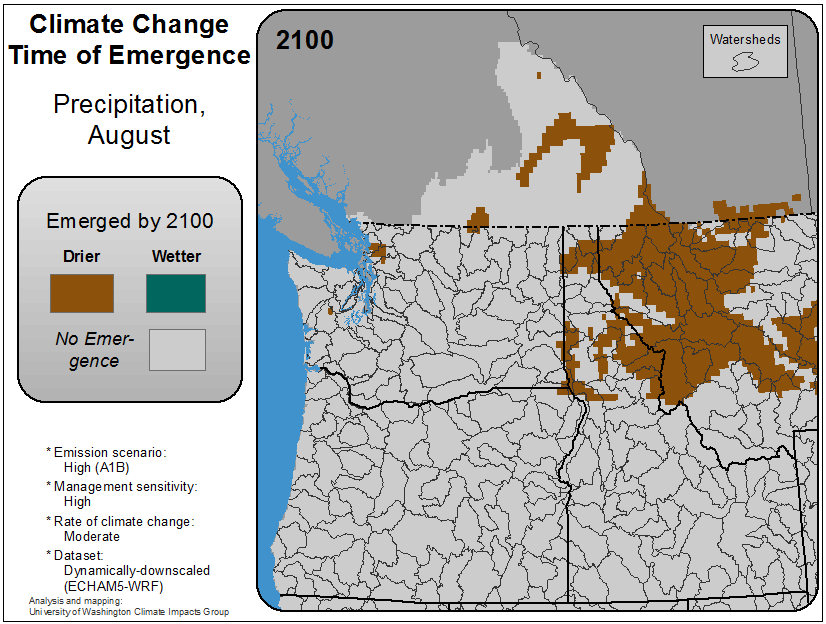 Climate Change
Time of Emergence
Precipitation,
August
Emerged by 2100
Drier
Wetter
No Emer-
gence
* Emission scenario:
High (A1B)
* Management sensitivity:
High
* Rate of climate change:
Moderate
* Dataset:
Dynamically-downscaled
(ECHAM5-WRF)
Analysis and mapping:
University of Washington Climate Impacts Group
2100
Watersheds